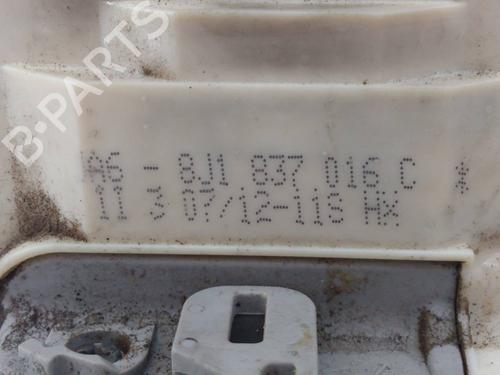 B-PARTS
A6 - 8J1 837 016 C *
11 3 07/12-11S HX